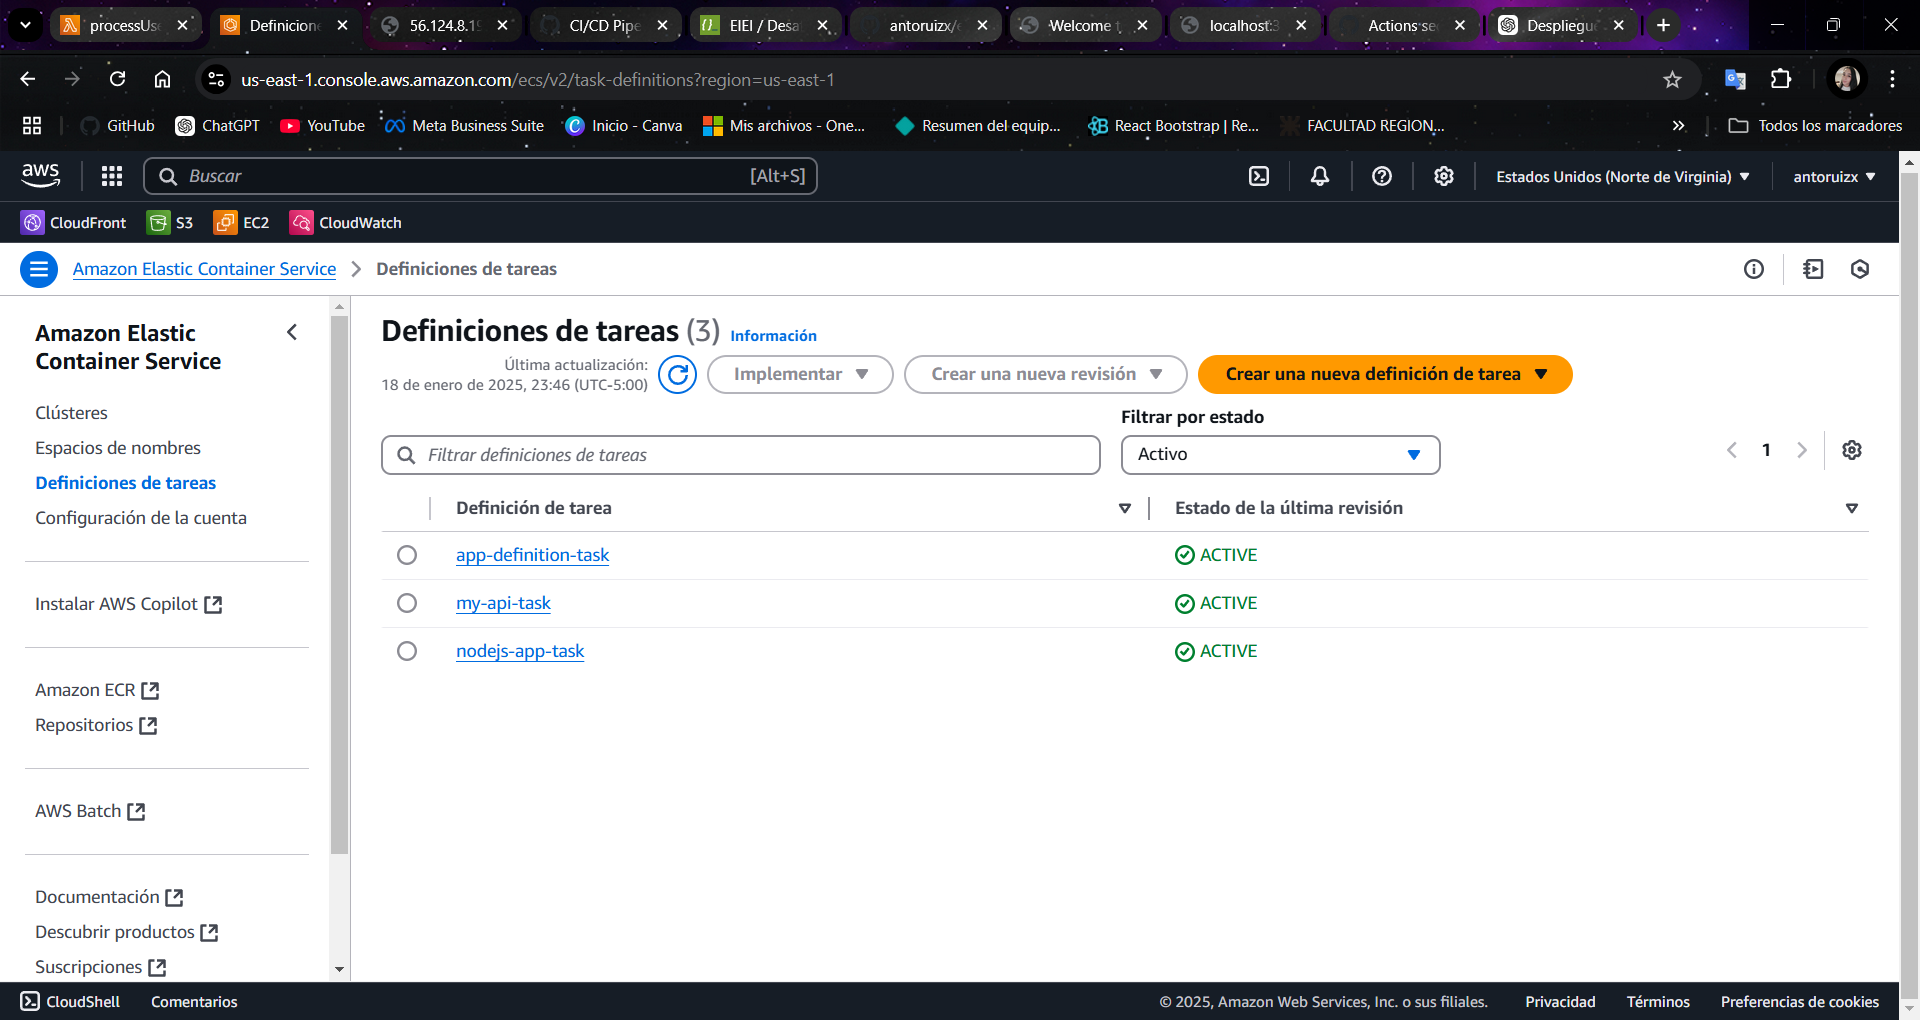 processUse
Definicione
56.124.8.19
CI/CD Pipe
EIEI / Desa
antoruizx/e
Welcome t
localhost:3
Actions sec
Despliegue
us-east-1.console.aws.amazon.com/ecs/v2/task-definitions?region=us-east-1
GitHub
ChatGPT
YouTube
Meta Business Suite
Inicio - Canva
Mis archivos - One...
Resumen del equip...
React Bootstrap | Re...
FACULTAD REGION...
Todos los marcadores
aws
Buscar
[Alt+S]
Estados Unidos (Norte de Virginia)
antoruizx
CloudFront
S3
EC2
CloudWatch
Amazon Elastic Container Service
Definiciones de tareas
Amazon Elastic
Container Service
Clústeres
Espacios de nombres
Definiciones de tareas
Configuración de la cuenta
Instalar AWS Copilot
Amazon ECR
Repositorios
AWS Batch
Documentación
Descubrir productos
Suscripciones
Definiciones de tareas (3)
Información
Última actualización:
18 de enero de 2025, 23:46 (UTC-5:00)
Implementar
Crear una nueva revisión
Crear una nueva definición de tarea
Filtrar definiciones de tareas
Filtrar por estado
Activo
1
Definición de tarea
Estado de la última revisión
app-definition-task
ACTIVE
my-api-task
ACTIVE
nodejs-app-task
ACTIVE
CloudShell
Comentarios
© 2025, Amazon Web Services, Inc. o sus filiales.
Privacidad
Términos
Preferencias de cookies